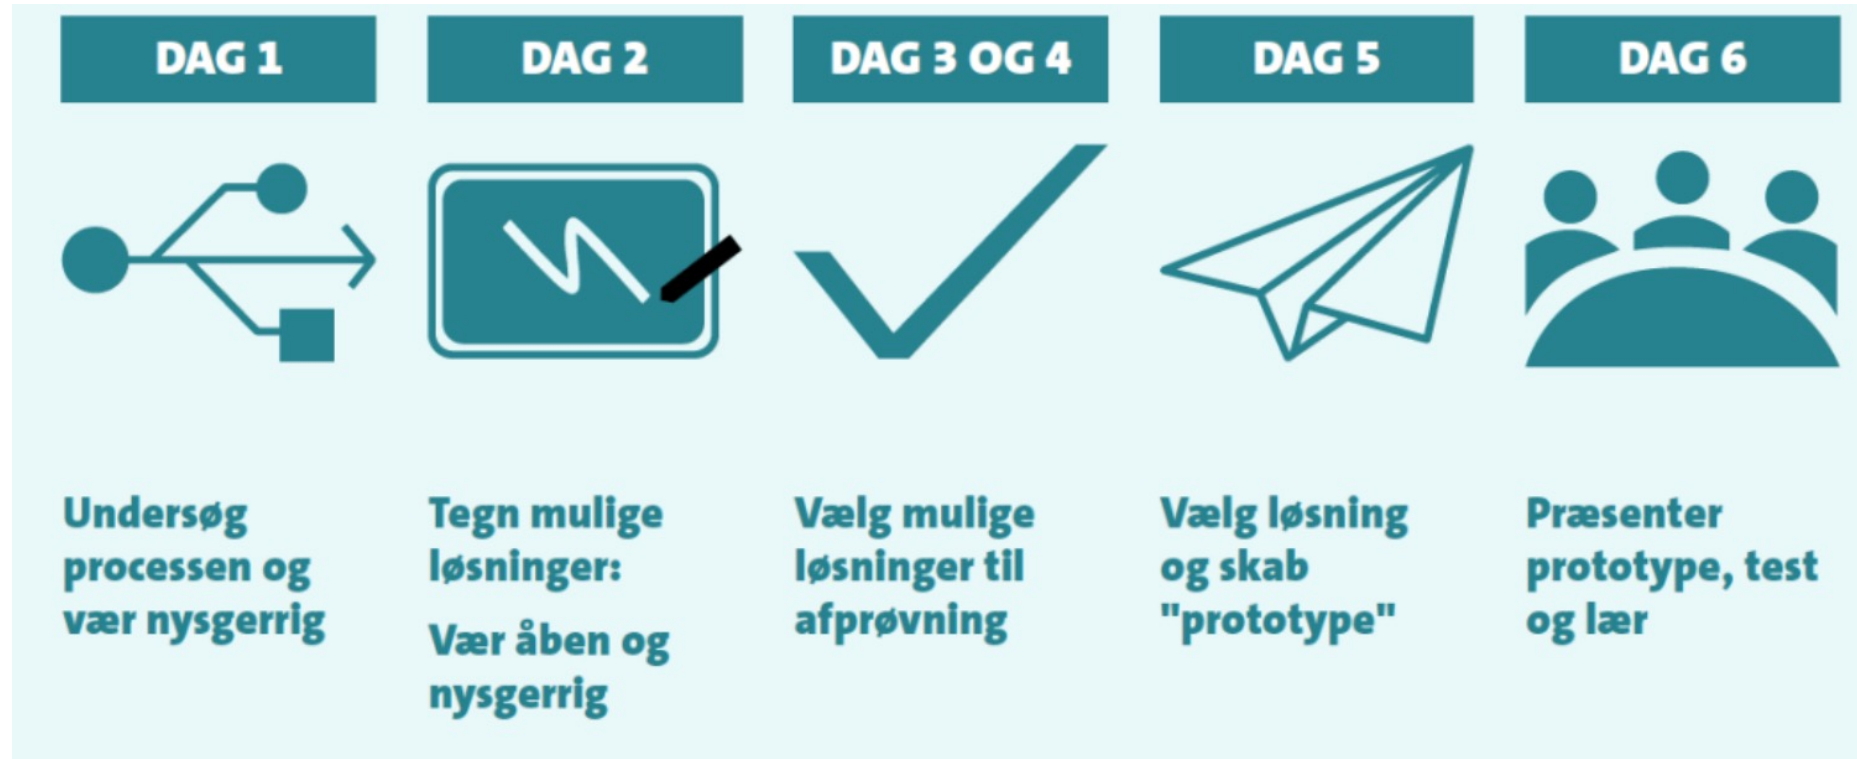 DAG 1
Undersøg
processen og
vær nysgerrig
DAG 2
Tegn mulige
løsninger:
Vær åben og
nysgerrig
DAG 3 OG 4
Vælg mulige
løsninger til
afprøvning
DAG 5
Vælg løsning
og skab
"prototype"
DAG 6
Præsenter
prototype, test
og lær